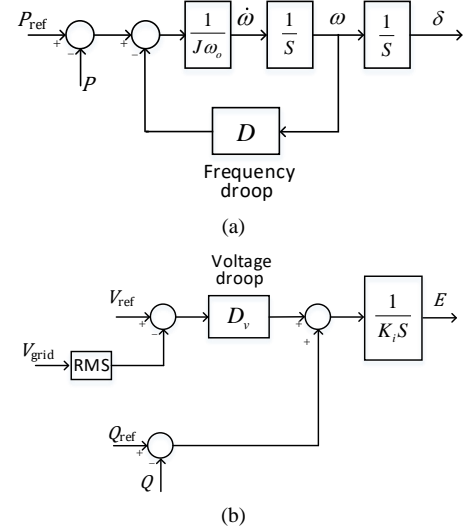 P_ref
+
−
P
+
−
1
Jω_o
ω̇
1
S
ω
1
S
δ
D
Frequency
droop
(a)
Voltage
droop
V_ref
+
−
D_v
+
+
1
K_i S
E
V_grid
RMS
Q_ref
+
−
Q
(b)